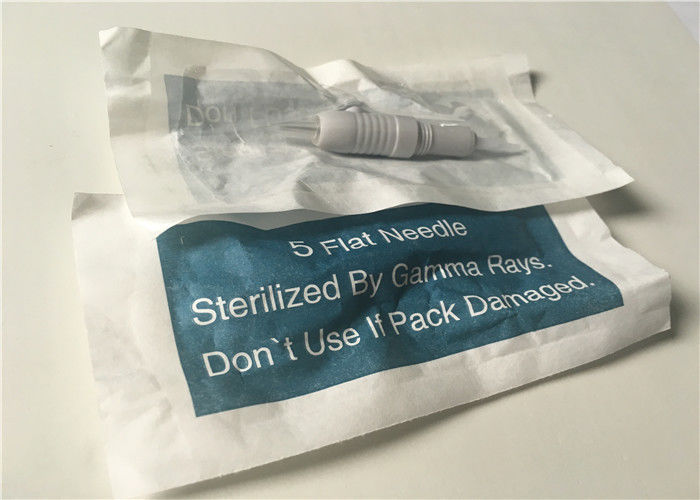 5 Flat Needle
Sterilized By Gamma Rays.
Don`t Use If Pack Damaged.